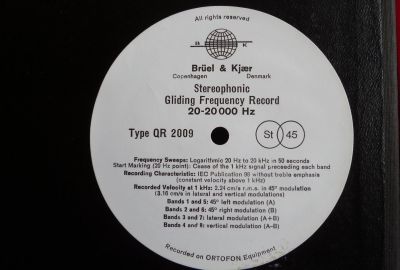 All rights reserved
B K
Brüel & Kjær
Copenhagen Denmark
Stereophonic
Gliding Frequency Record
20-20 000 Hz
Type QR 2009
St 45
Frequency Sweeps: Logarithmic 20 Hz to 20 kHz in 50 seconds
Start Marking (20 Hz point): Cease of the 1 kHz signal preceeding each band
Recording Characteristic: IEC Publication 98 without treble emphasis
(constant velocity above 1 kHz)
Recorded Velocity at 1 kHz: 2.24 cm/s r.m.s. in 45° modulation
(3.16 cm/s in lateral and vertical modulations)
Bands 1 and 5: 45° left modulation (A)
Bands 2 and 6: 45° right modulation (B)
Bands 3 and 7: lateral modulation (A+B)
Bands 4 and 8: vertical modulation (A-B)
Recorded on ORTOFON Equipment